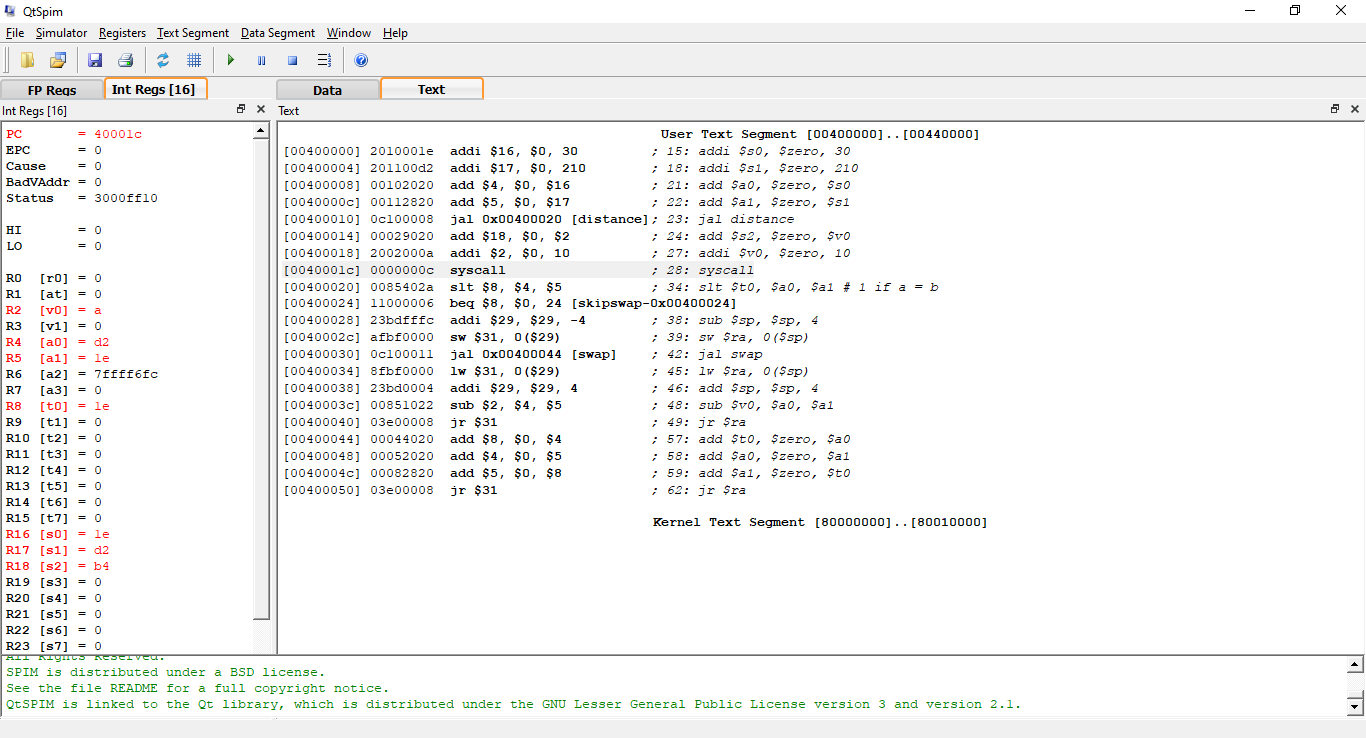 QtSpim
File Simulator Registers Text Segment Data Segment Window Help
FP Regs Int Regs [16] Data Text
Int Regs [16]
PC = 40001c
EPC = 0
Cause = 0
BadVAddr = 0
Status = 3000ff10
HI = 0
LO = 0
R0 [r0] = 0
R1 [at] = 0
R2 [v0] = a
R3 [v1] = 0
R4 [a0] = d2
R5 [a1] = 1e
R6 [a2] = 7ffff6fc
R7 [a3] = 0
R8 [t0] = 1e
R9 [t1] = 0
R10 [t2] = 0
R11 [t3] = 0
R12 [t4] = 0
R13 [t5] = 0
R14 [t6] = 0
R15 [t7] = 0
R16 [s0] = 1e
R17 [s1] = d2
R18 [s2] = b4
R19 [s3] = 0
R20 [s4] = 0
R21 [s5] = 0
R22 [s6] = 0
R23 [s7] = 0
Text
User Text Segment [00400000]..[00440000]
[00400000] 2010001e addi $16, $0, 30 ; 15: addi $s0, $zero, 30
[00400004] 201100d2 addi $17, $0, 210 ; 18: addi $s1, $zero, 210
[00400008] 00102020 add $4, $0, $16 ; 21: add $a0, $zero, $s0
[0040000c] 00112820 add $5, $0, $17 ; 22: add $a1, $zero, $s1
[00400010] 0c100008 jal 0x00400020 [distance]; 23: jal distance
[00400014] 00029020 add $18, $0, $2 ; 24: add $s2, $zero, $v0
[00400018] 2002000a addi $2, $0, 10 ; 27: addi $v0, $zero, 10
[0040001c] 0000000c syscall ; 28: syscall
[00400020] 0085402a slt $8, $4, $5 ; 34: slt $t0, $a0, $a1 # 1 if a = b
[00400024] 11000006 beq $8, $0, 24 [skipswap-0x00400024]
[00400028] 23bdfffc addi $29, $29, -4 ; 38: sub $sp, $sp, 4
[0040002c] afbf0000 sw $31, 0($29) ; 39: sw $ra, 0($sp)
[00400030] 0c100011 jal 0x00400044 [swap] ; 42: jal swap
[00400034] 8fbf0000 lw $31, 0($29) ; 45: lw $ra, 0($sp)
[00400038] 23bd0004 addi $29, $29, 4 ; 46: add $sp, $sp, 4
[0040003c] 00851022 sub $2, $4, $5 ; 48: sub $v0, $a0, $a1
[00400040] 03e00008 jr $31 ; 49: jr $ra
[00400044] 00044020 add $8, $0, $4 ; 57: add $t0, $zero, $a0
[00400048] 00052020 add $4, $0, $5 ; 58: add $a0, $zero, $a1
[0040004c] 00082820 add $5, $0, $8 ; 59: add $a1, $zero, $t0
[00400050] 03e00008 jr $31 ; 62: jr $ra
Kernel Text Segment [80000000]..[80010000]
All Rights Reserved.
SPIM is distributed under a BSD license.
See the file README for a full copyright notice.
QtSPIM is linked to the Qt library, which is distributed under the GNU Lesser General Public License version 3 and version 2.1.